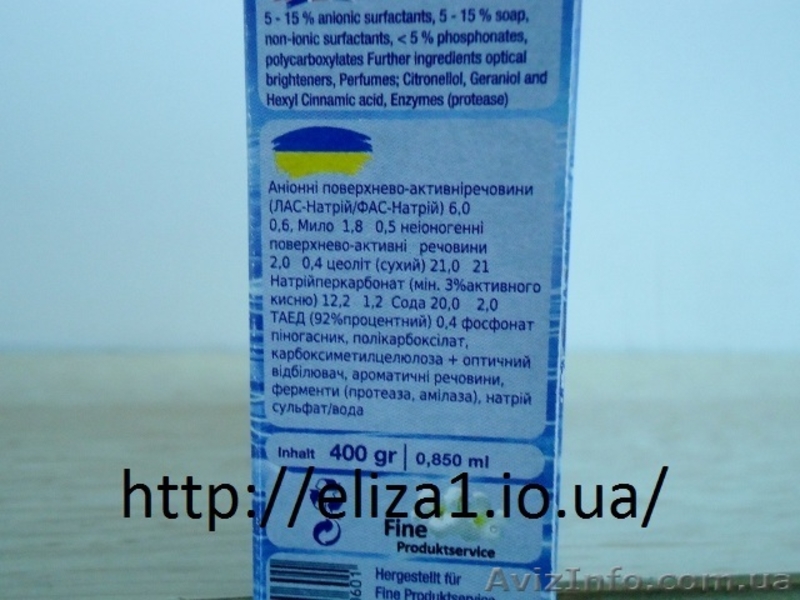 5 - 15 % anionic surfactants, 5 - 15 % soap,
non-ionic surfactants, < 5 % phosphonates,
polycarboxylates Further ingredients optical
brighteners, Perfumes; Citronellol, Geraniol and
Hexyl Cinnamic acid, Enzymes (protease)
Аніонні поверхнево-активніречовини
(ЛАС-Натрій/ФАС-Натрій) 6,0
0,6, Мило 1,8 0,5 неіоногенні
поверхнево-активні речовини
2,0 0,4 цеоліт (сухий) 21,0 21
Натрійперкарбонат (мін. 3%активного
кисню) 12,2 1,2 Сода 20,0 2,0
ТАЕД (92%процентний) 0,4 фосфонат
піногасник, полікарбоксілат,
карбоксиметилцелюлоза + оптичний
відбілювач, ароматичні речовини,
ферменти (протеаза, амілаза), натрій
сульфат/вода
Inhalt 400 gr | 0,850 ml
http://eliza1.io.ua/
Fine
Produktservice
Hergestellt für
Fine Produktservice
AvizInfo.com.ua